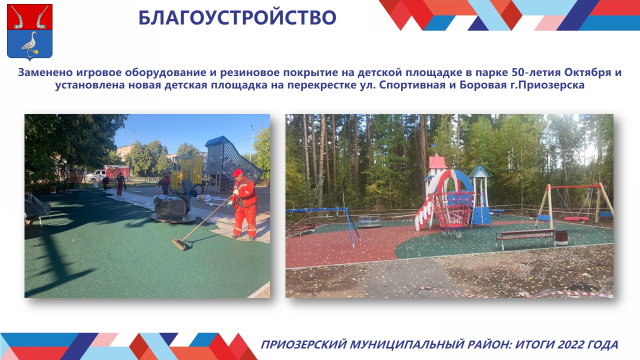 БЛАГОУСТРОЙСТВО
Заменено игровое оборудование и резиновое покрытие на детской площадке в парке 50-летия Октября и
установлена новая детская площадка на перекрестке ул. Спортивная и Боровая г.Приозерска
ПРИОЗЕРСКИЙ МУНИЦИПАЛЬНЫЙ РАЙОН: ИТОГИ 2022 ГОДА